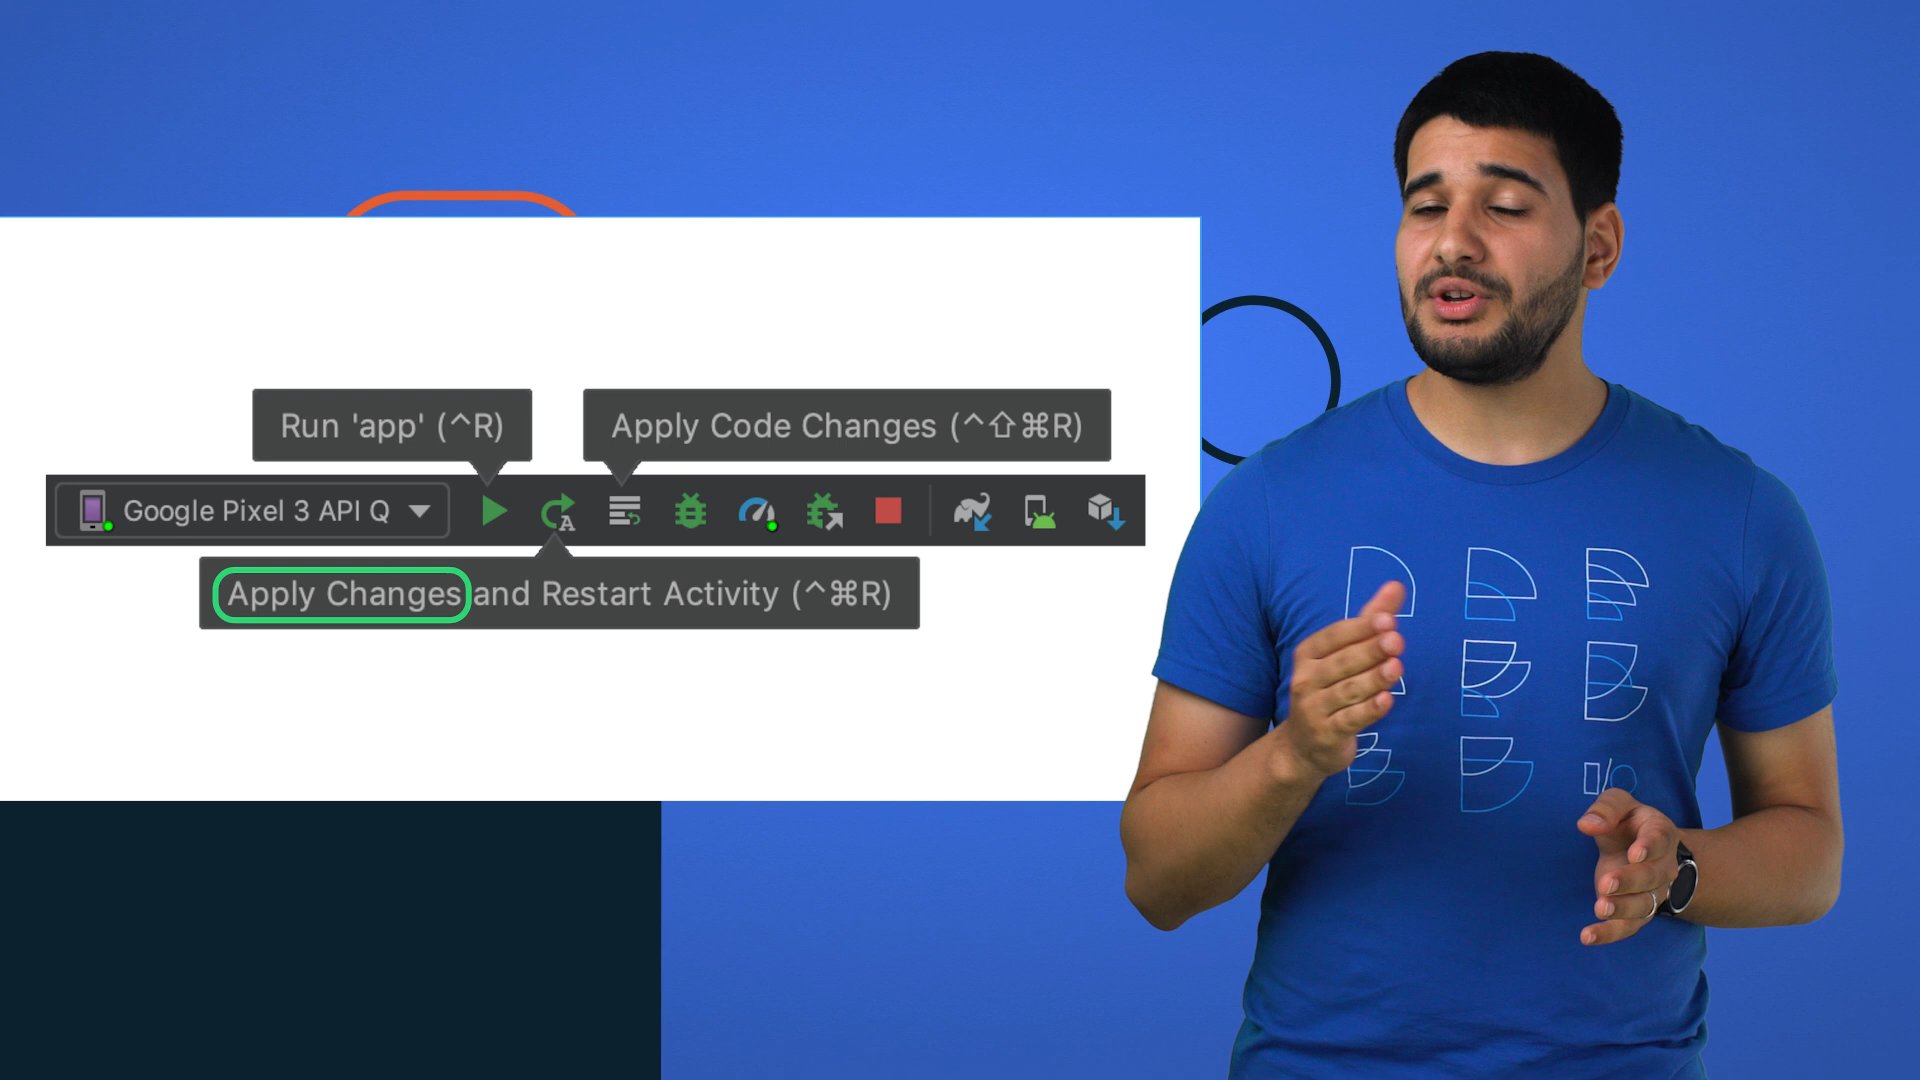 Run 'app' (^R)
Apply Code Changes (^⇧⌘R)
Google Pixel 3 API Q
Apply Changes and Restart Activity (^⌘R)
I/O